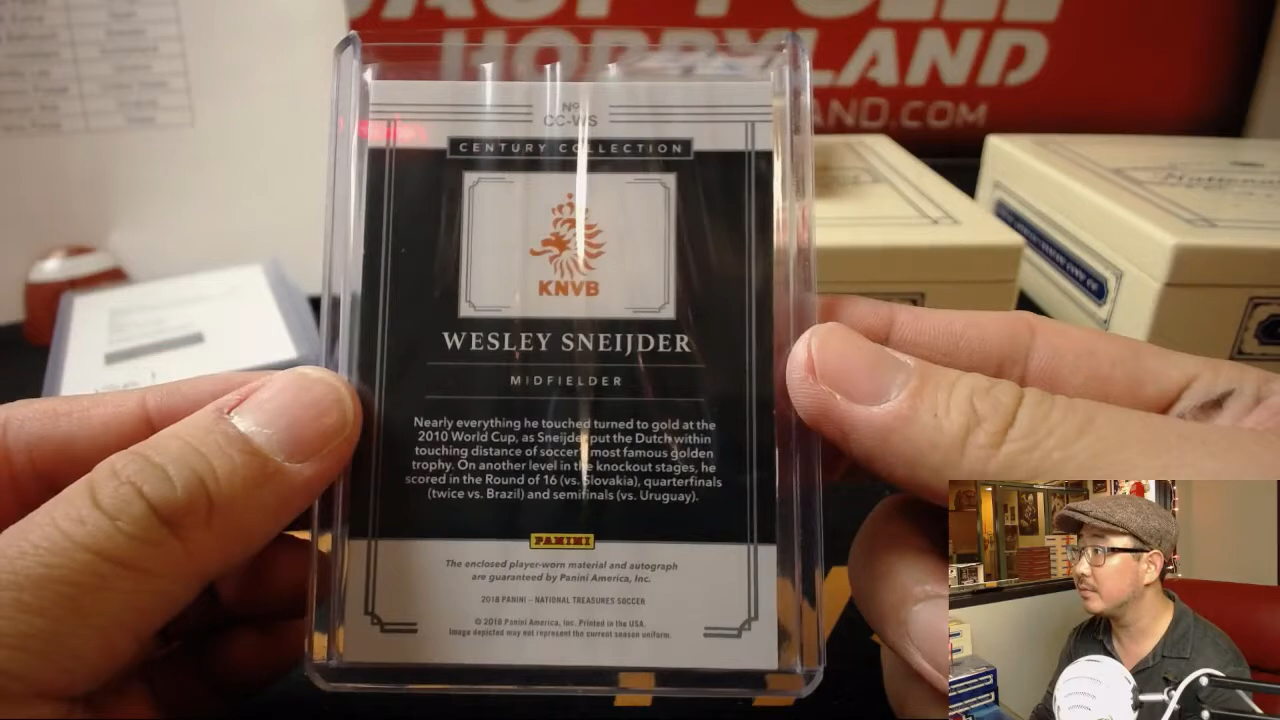 HOBBYLAND
LAND.COM
Nº
CC-WS
CENTURY COLLECTION
KNVB
WESLEY SNEIJDER
MIDFIELDER
Nearly everything he touched turned to gold at the
2010 World Cup, as Sneijder put the Dutch within
touching distance of soccer's most famous golden
trophy. On another level in the knockout stages, he
scored in the Round of 16 (vs. Slovakia), quarterfinals
(twice vs. Brazil) and semifinals (vs. Uruguay).
PANINI
The enclosed player-worn material and autograph
are guaranteed by Panini America, Inc.
2018 PANINI – NATIONAL TREASURES SOCCER
© 2018 Panini America, Inc. Printed in the USA.
Image depicted may not represent the current season uniform.